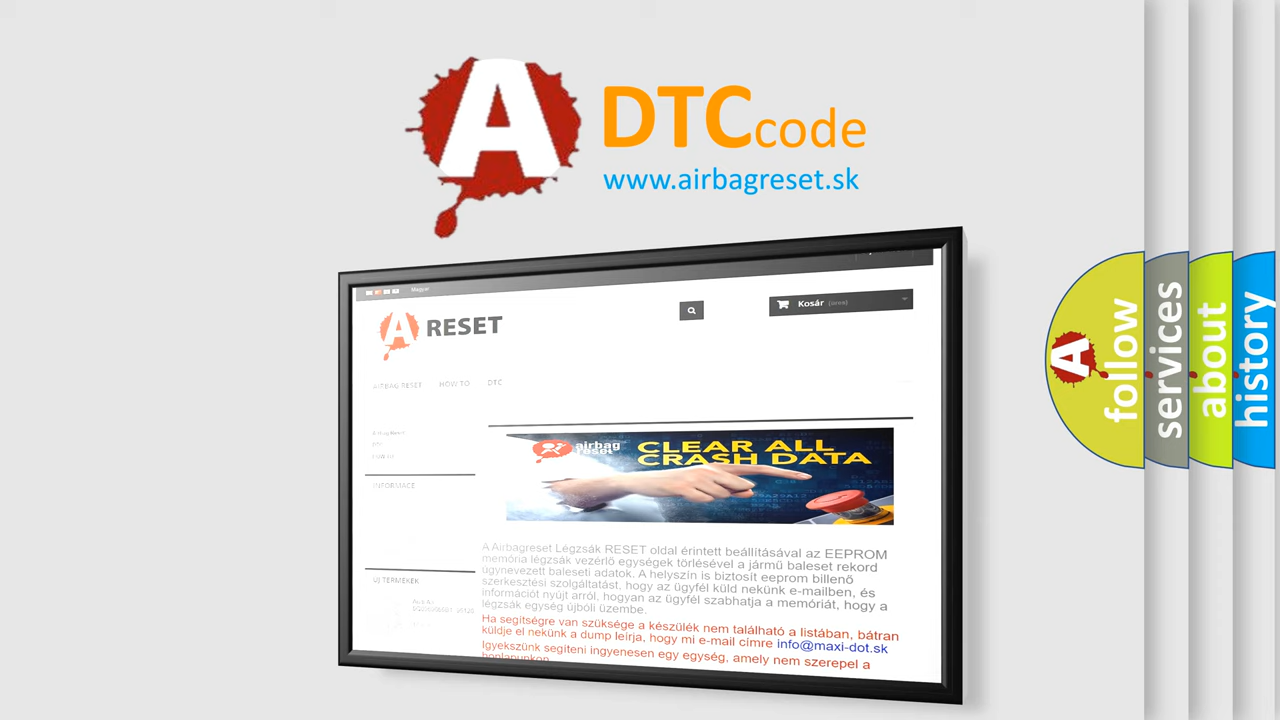 A
DTC code
www.airbagreset.sk
Magyar
A RESET
Kosár (üres)
AIRBAG RESET HOW TO DTC
INFORMACE
airbag
reset
CLEAR ALL
CRASH DATA
ÚJ TERMÉKEK
A Airbagreset Légzsák RESET oldal érintett beállításával az EEPROM
memória légzsák vezérlő egységek törlésével a jármű baleset rekord
úgynevezett baleseti adatok. A helyszín is biztosít eeprom billenő
szerkesztési szolgáltatást, hogy az ügyfél küld nekünk e-mailben, és
információt nyújt arról, hogyan az ügyfél szabhatja a memóriát, hogy a
légzsák egység újbóli üzembe.
Ha segítségre van szüksége a készülék nem található a listában, bátran
küldje el nekünk a dump leírja, hogy mi e-mail címre info@maxi-dot.sk
Igyekszünk segíteni ingyenesen egy egység, amely nem szerepel a
honlapunkon
A
follow
services
about
history